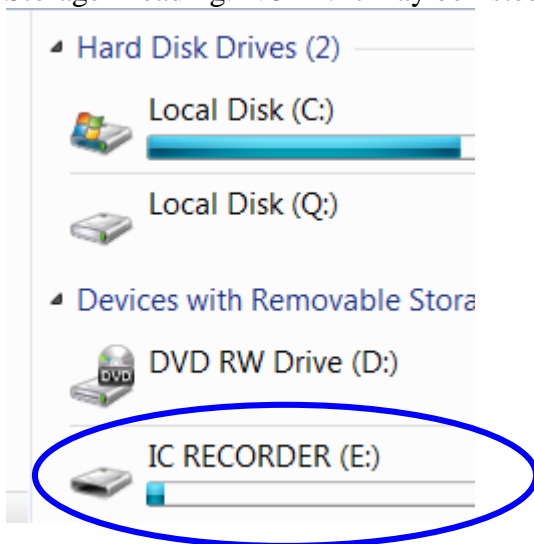 Hard Disk Drives (2)
Local Disk (C:)
Local Disk (Q:)
Devices with Removable Stora
DVD RW Drive (D:)
DVD
IC RECORDER (E:)